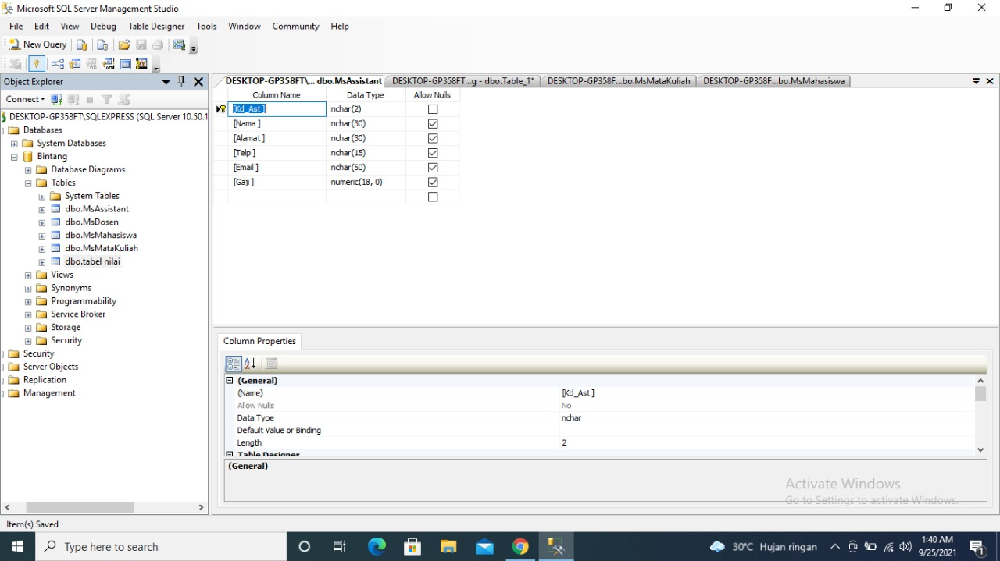 Microsoft SQL Server Management Studio
File Edit View Debug Table Designer Tools Window Community Help
New Query
Object Explorer
Connect
DESKTOP-GP358FT\SQLEXPRESS (SQL Server 10.50.1
Databases
System Databases
Bintang
Database Diagrams
Tables
System Tables
dbo.MsAssistant
dbo.MsDosen
dbo.MsMahasiswa
dbo.MsMataKuliah
dbo.tabel nilai
Views
Synonyms
Programmability
Service Broker
Storage
Security
Security
Server Objects
Replication
Management
DESKTOP-GP358FT\... dbo.MsAssistant DESKTOP-GP358FT...g - dbo.Table_1* DESKTOP-GP358F...bo.MsMataKuliah DESKTOP-GP358F...bo.MsMahasiswa
Column Name Data Type Allow Nulls
[Kd_Ast ] nchar(2)
[Nama ] nchar(30)
[Alamat ] nchar(30)
[Telp ] nchar(15)
[Email ] nchar(50)
[Gaji ] numeric(18, 0)
Column Properties
(General)
(Name) [Kd_Ast ]
Allow Nulls No
Data Type nchar
Default Value or Binding
Length 2
Table Designer
(General)
Activate Windows
Go to Settings to activate Windows.
Item(s) Saved
Type here to search
30°C Hujan ringan
1:40 AM
9/25/2021
1